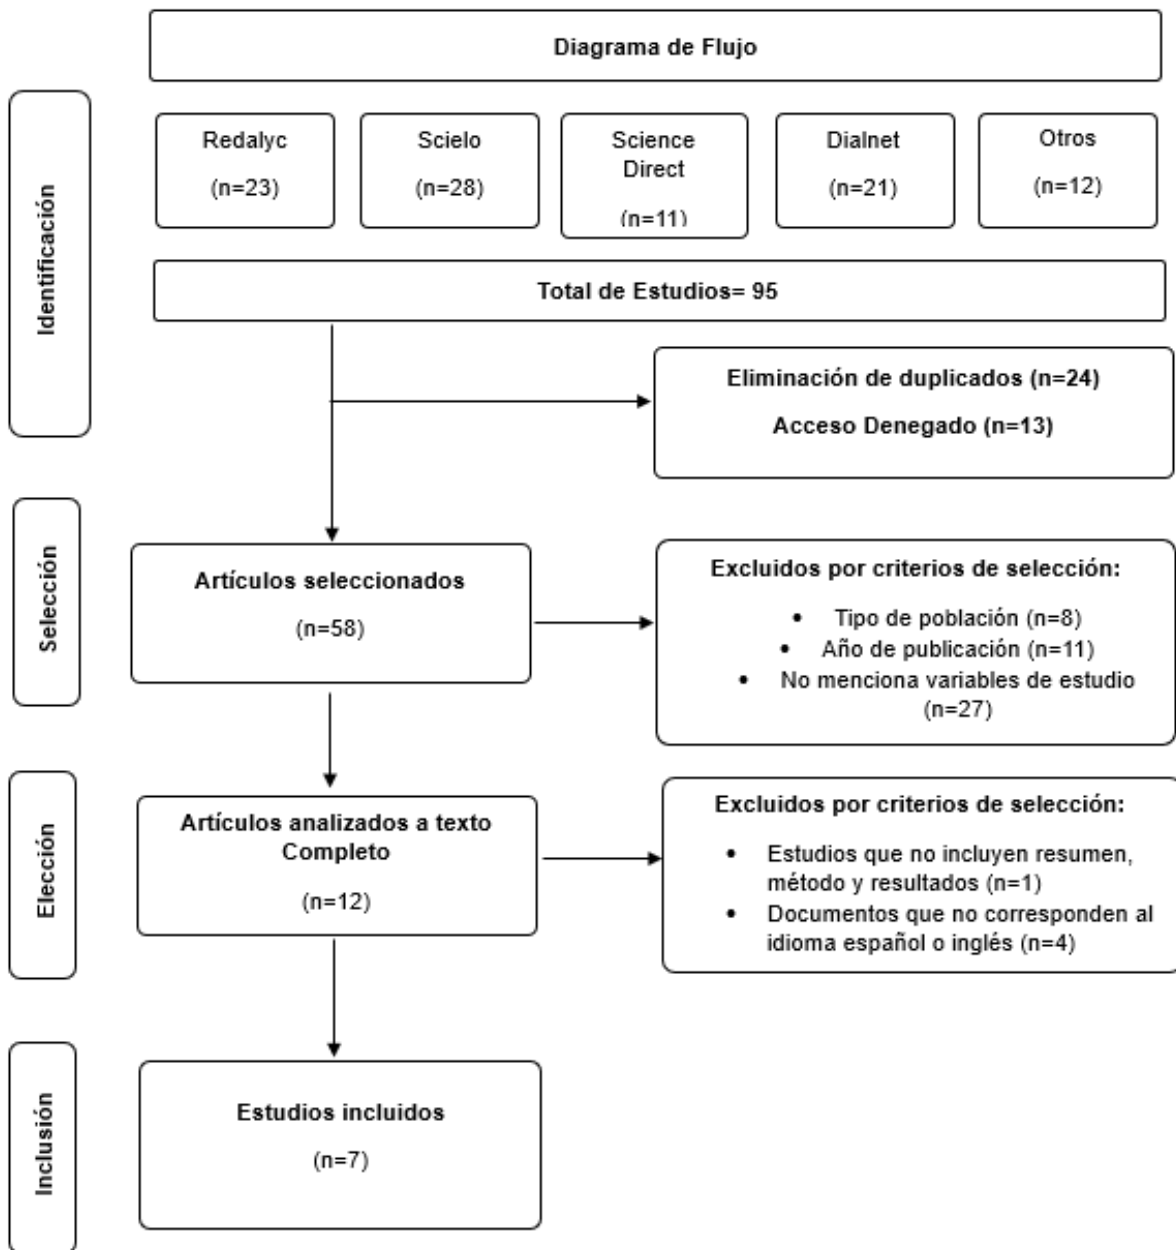 Diagrama de Flujo
Identificación
Redalyc
(n=23)
Scielo
(n=28)
Science
Direct
(n=11)
Dialnet
(n=21)
Otros
(n=12)
Total de Estudios= 95
Eliminación de duplicados (n=24)
Acceso Denegado (n=13)
Selección
Artículos seleccionados
(n=58)
Excluidos por criterios de selección:
• Tipo de población (n=8)
• Año de publicación (n=11)
• No menciona variables de estudio
(n=27)
Elección
Artículos analizados a texto
Completo
(n=12)
Excluidos por criterios de selección:
• Estudios que no incluyen resumen,
método y resultados (n=1)
• Documentos que no corresponden al
idioma español o inglés (n=4)
Inclusión
Estudios incluidos
(n=7)